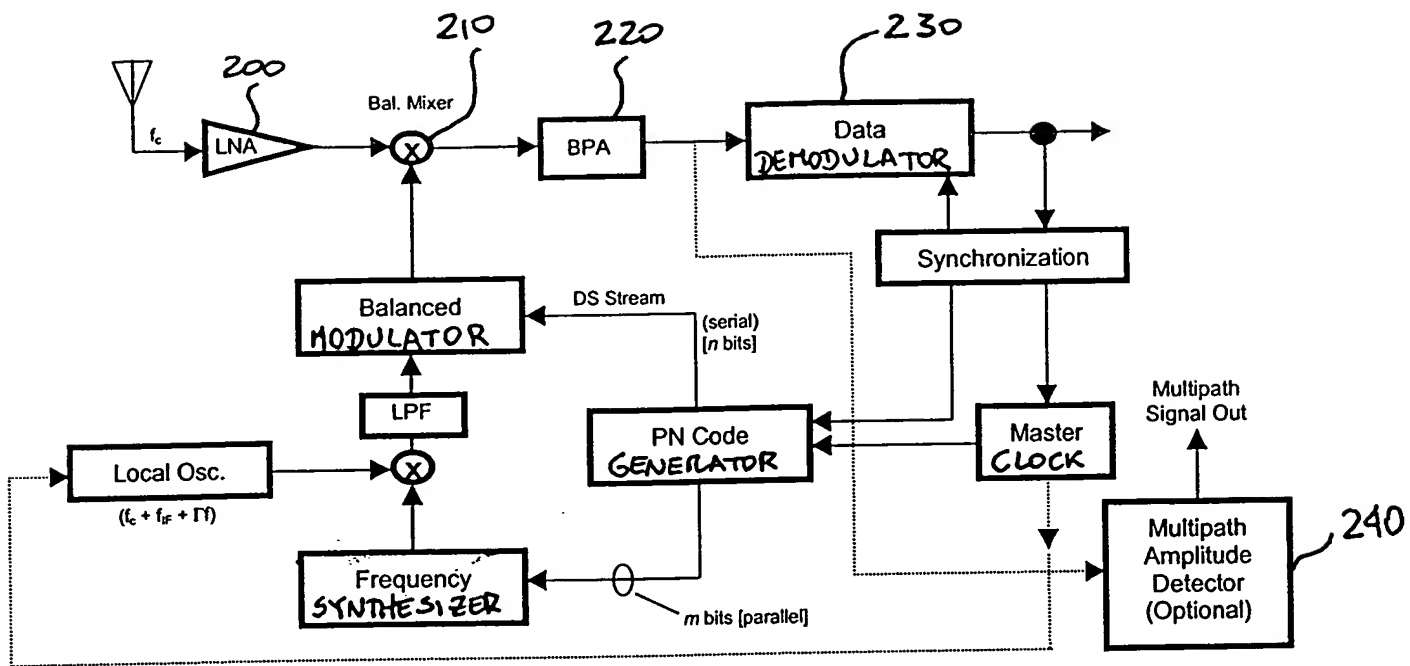 210
220
230
200
Bal. Mixer
fc
LNA
X
BPA
Data
DEMODULATOR
Synchronization
DS Stream
Balanced
MODULATOR
(serial)
[n bits]
LPF
Multipath
Signal Out
PN Code
GENERATOR
Master
CLOCK
Local Osc.
X
(fc + fIF + Γf)
240
Multipath
Amplitude
Detector
(Optional)
Frequency
SYNTHESIZER
m bits [parallel]